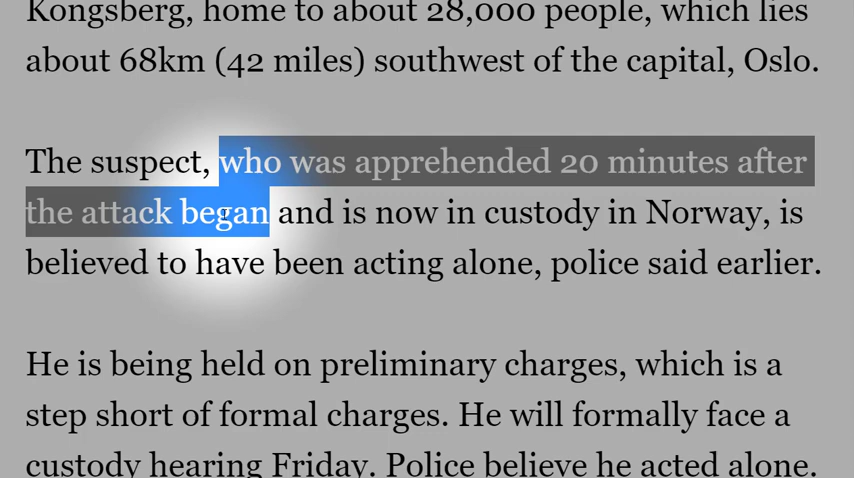 Kongsberg, home to about 28,000 people, which lies
about 68km (42 miles) southwest of the capital, Oslo.
The suspect, who was apprehended 20 minutes after
the attack began and is now in custody in Norway, is
believed to have been acting alone, police said earlier.
He is being held on preliminary charges, which is a
step short of formal charges. He will formally face a
custody hearing Friday. Police believe he acted alone.